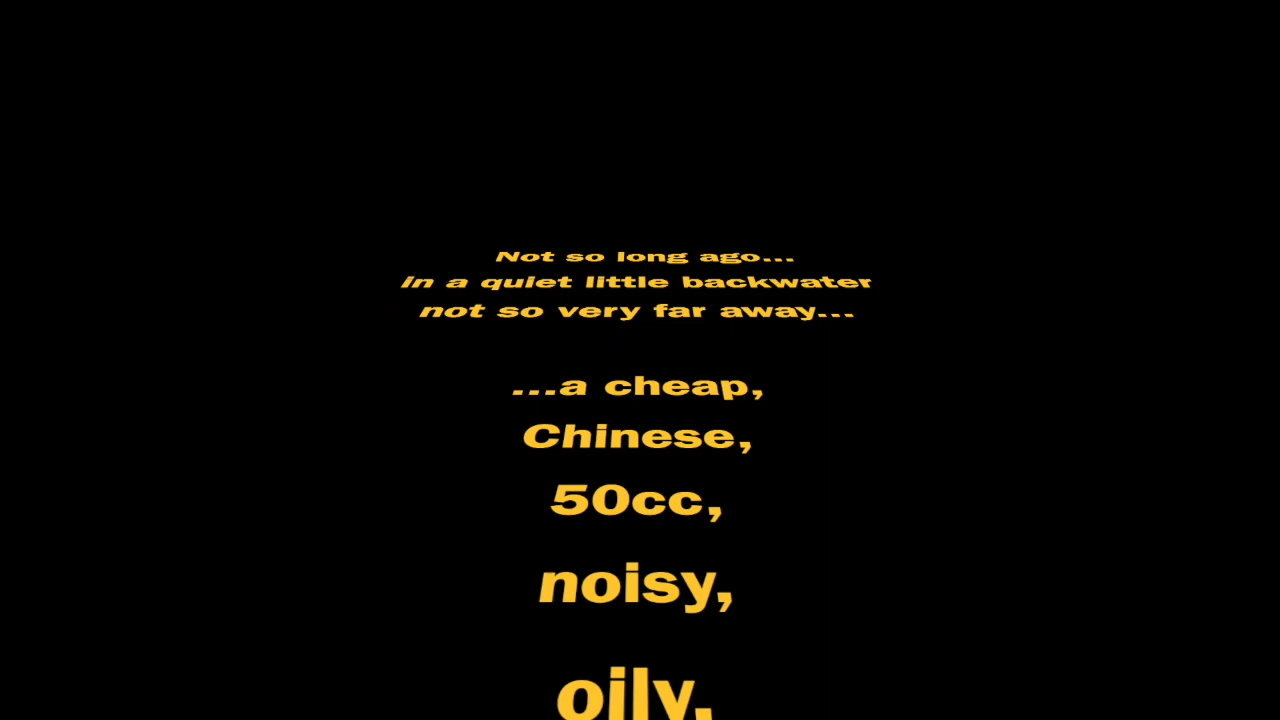 Not so long ago...
in a quiet little backwater
not so very far away...
...a cheap,
Chinese,
50cc,
noisy,
oily,